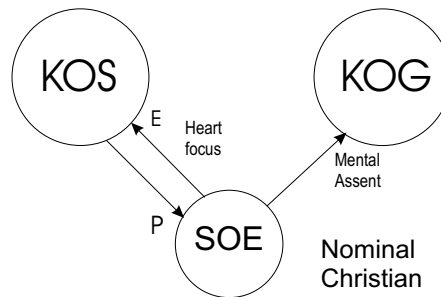 KOS
KOG
E
Heart
focus
Mental
Assent
P
SOE
Nominal
Christian